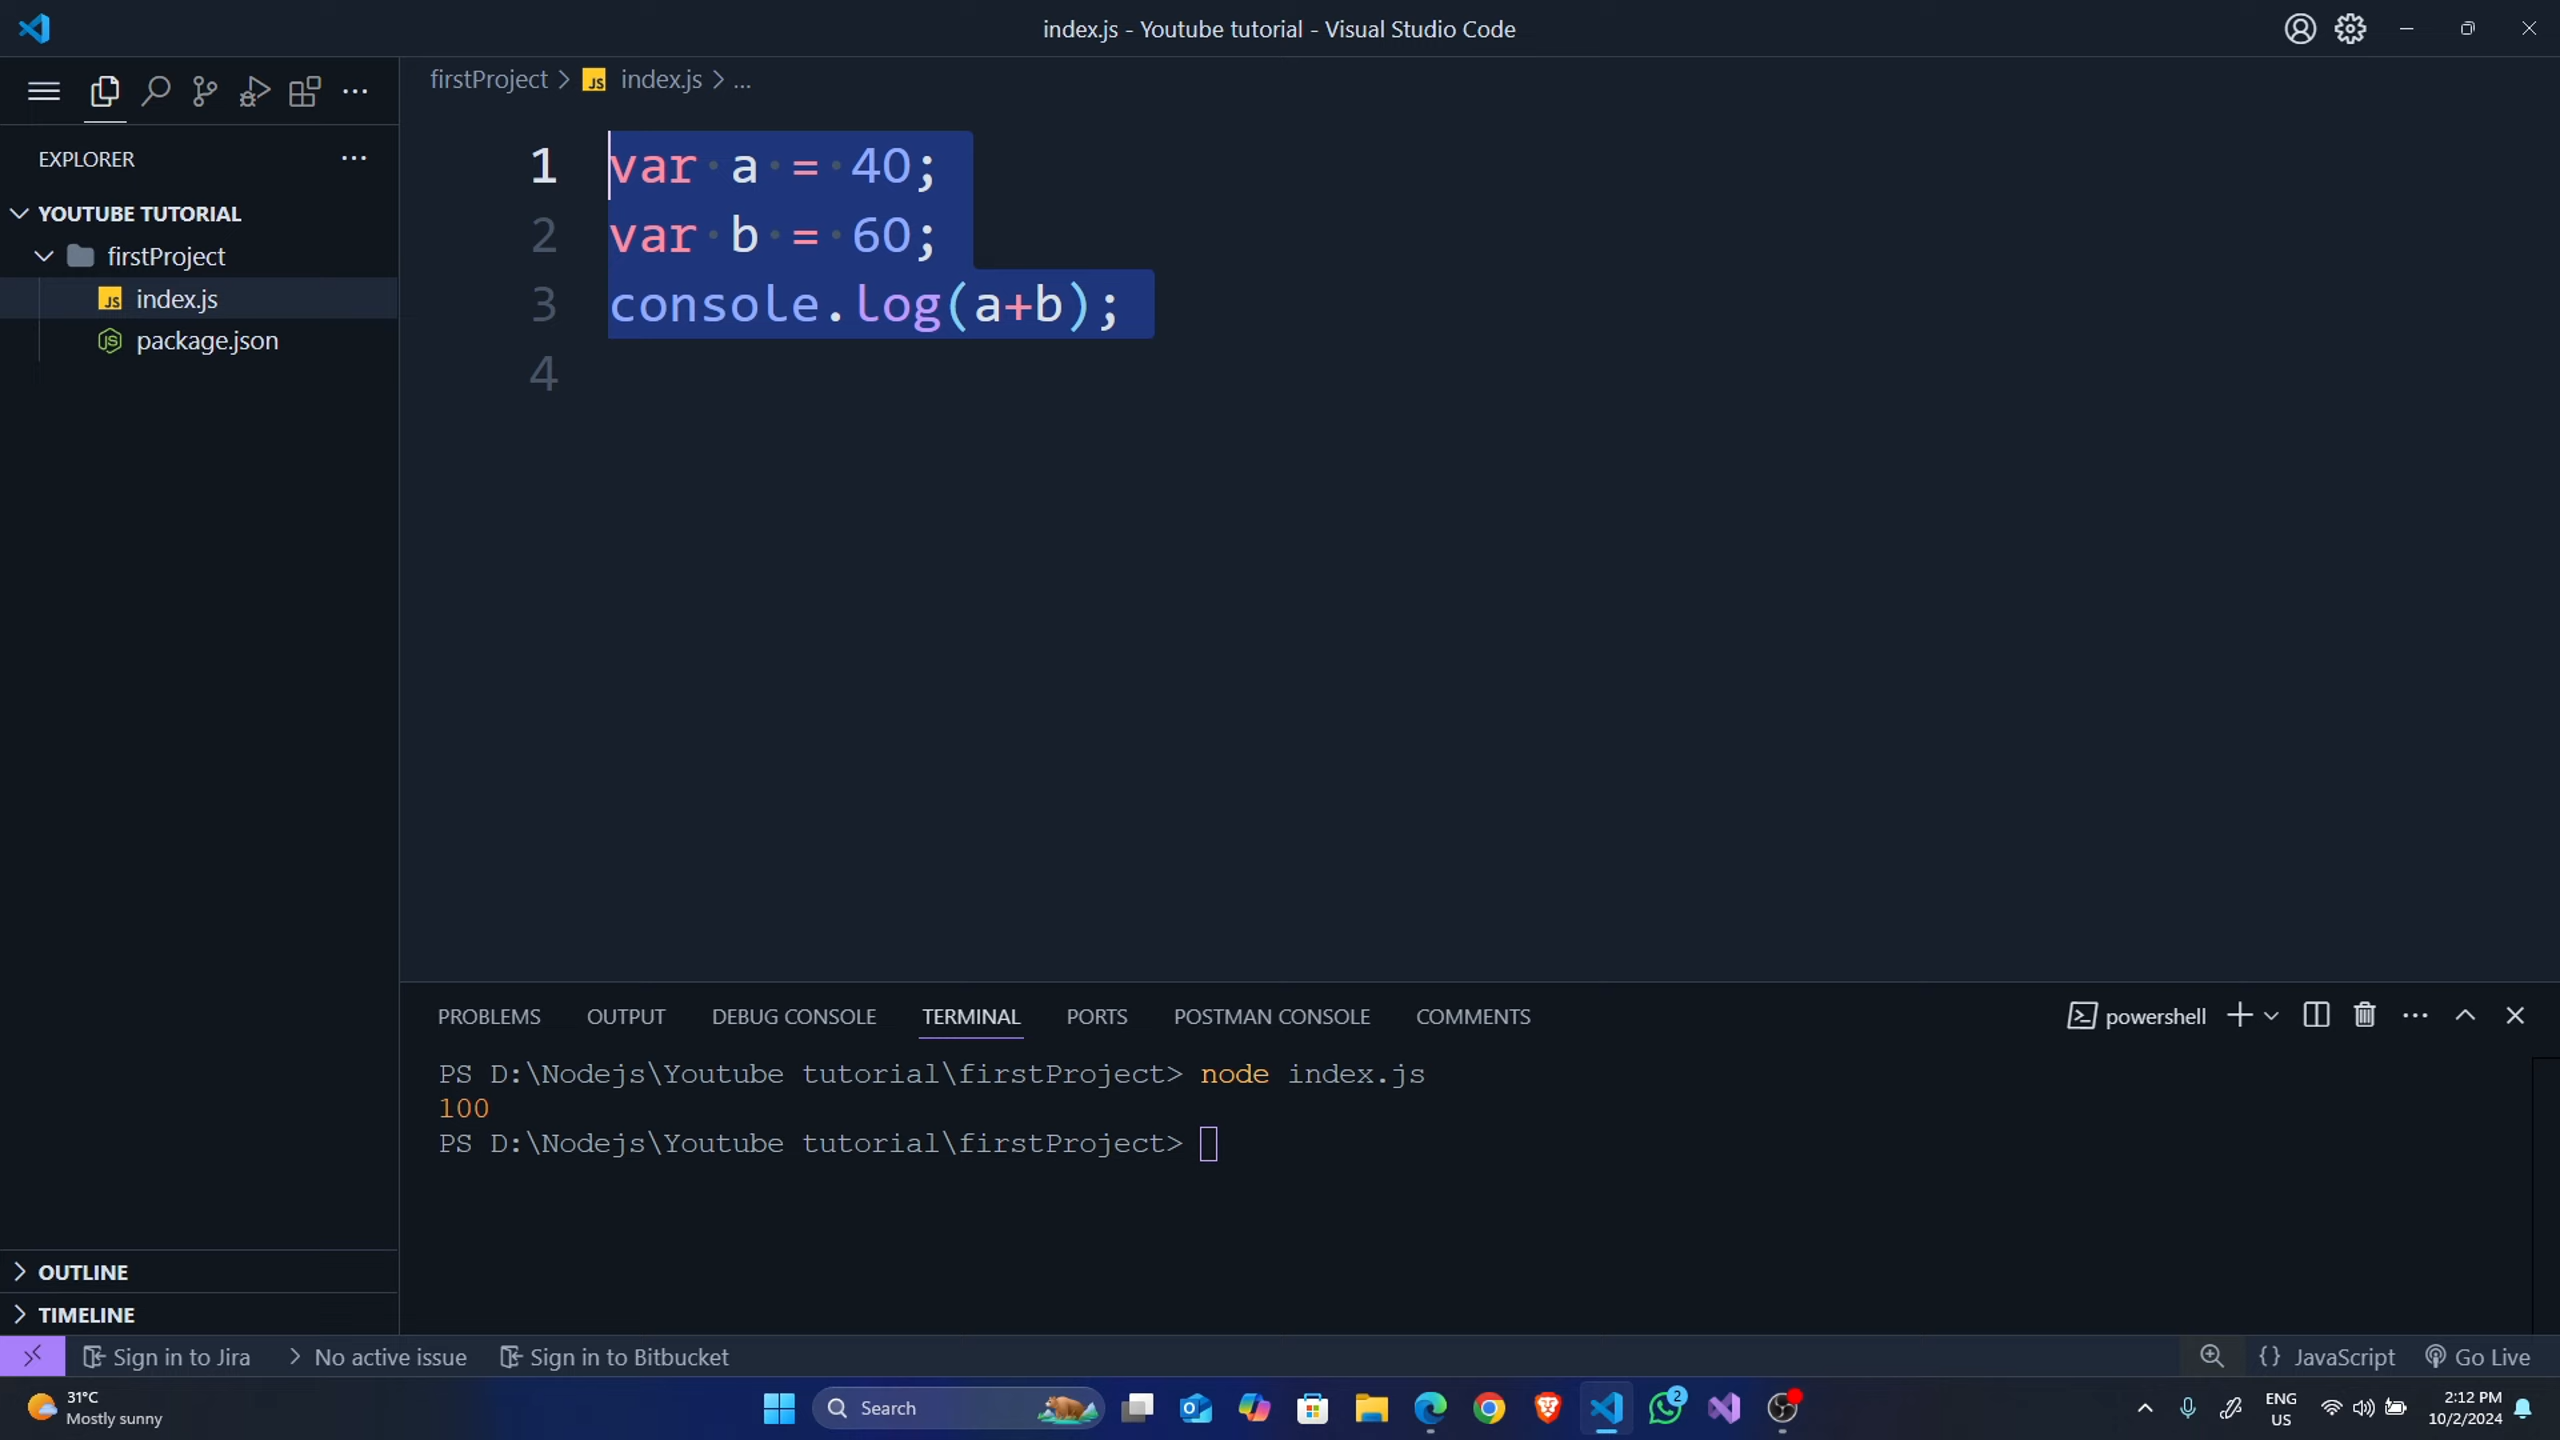 index.js - Youtube tutorial - Visual Studio Code
firstProject > JS index.js > ...
EXPLORER
YOUTUBE TUTORIAL
firstProject
JS index.js
JS package.json
1 var a = 40;
2 var b = 60;
3 console.log(a+b);
4
PROBLEMS OUTPUT DEBUG CONSOLE TERMINAL PORTS POSTMAN CONSOLE COMMENTS powershell
PS D:\Nodejs\Youtube tutorial\firstProject> node index.js
100
PS D:\Nodejs\Youtube tutorial\firstProject>
OUTLINE
TIMELINE
Sign in to Jira No active issue Sign in to Bitbucket {} JavaScript Go Live
31°C
Mostly sunny
Search
2
ENG
US
2:12 PM
10/2/2024